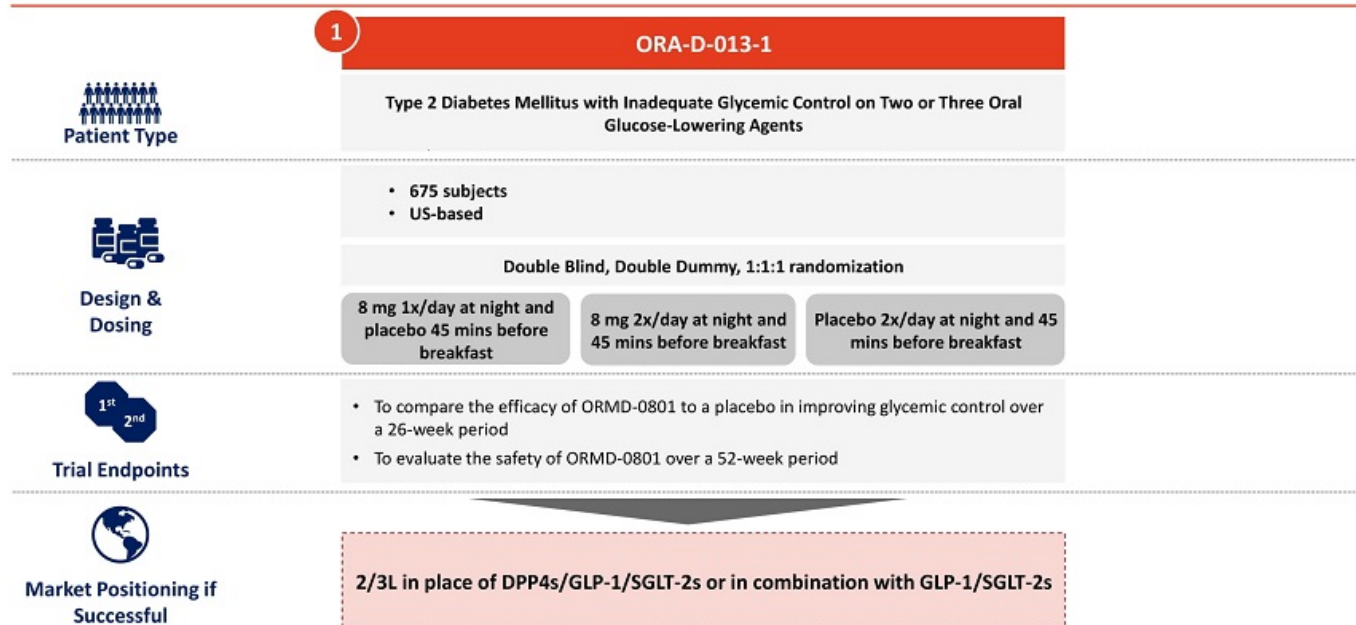 1
ORA-D-013-1
Patient Type
Type 2 Diabetes Mellitus with Inadequate Glycemic Control on Two or Three Oral
Glucose-Lowering Agents
Design &
Dosing
• 675 subjects
• US-based
Double Blind, Double Dummy, 1:1:1 randomization
8 mg 1x/day at night and
placebo 45 mins before
breakfast
8 mg 2x/day at night and
45 mins before breakfast
Placebo 2x/day at night and 45
mins before breakfast
1st
2nd
Trial Endpoints
• To compare the efficacy of ORMD-0801 to a placebo in improving glycemic control over
a 26-week period
• To evaluate the safety of ORMD-0801 over a 52-week period
Market Positioning if
Successful
2/3L in place of DPP4s/GLP-1/SGLT-2s or in combination with GLP-1/SGLT-2s